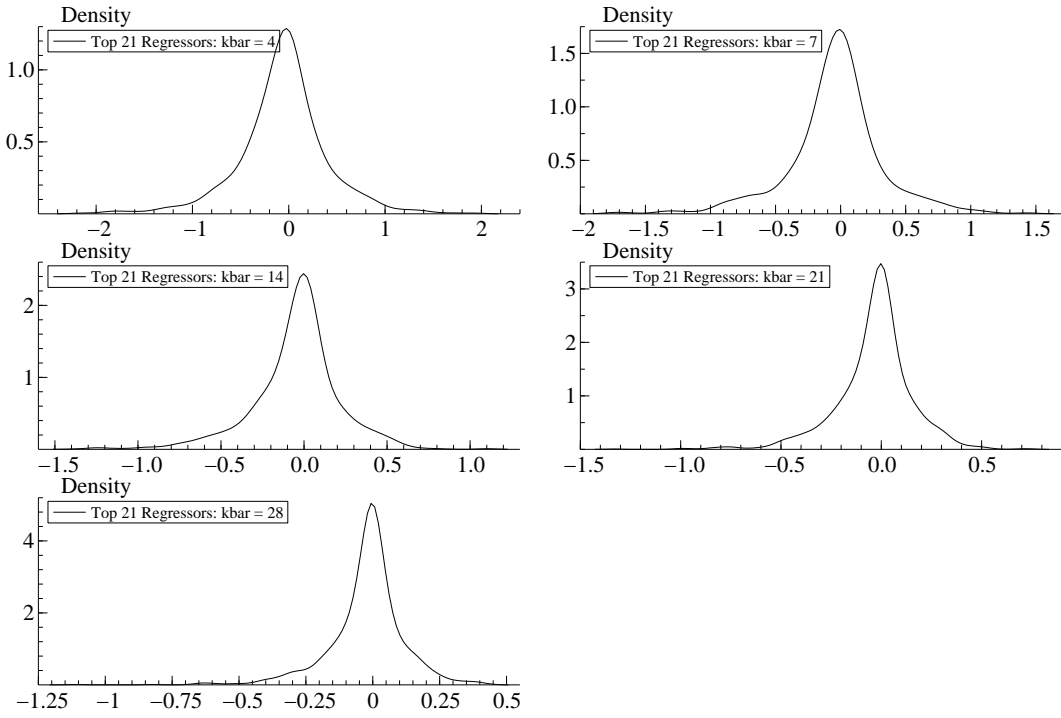 Density
Top 21 Regressors: kbar = 4
1.0
0.5
−2 −1 0 1 2
Density
Top 21 Regressors: kbar = 7
1.5
1.0
0.5
−2 −1.5 −1 −0.5 0 0.5 1 1.5
Density
Top 21 Regressors: kbar = 14
2
1
−1.5 −1.0 −0.5 0.0 0.5 1.0
Top 21 Regressors: kbar = 21
Density
3
2
1
−1.5 −1.0 −0.5 0.0 0.5
Density
Top 21 Regressors: kbar = 28
4
2
−1.25 −1 −0.75 −0.5 −0.25 0 0.25 0.5